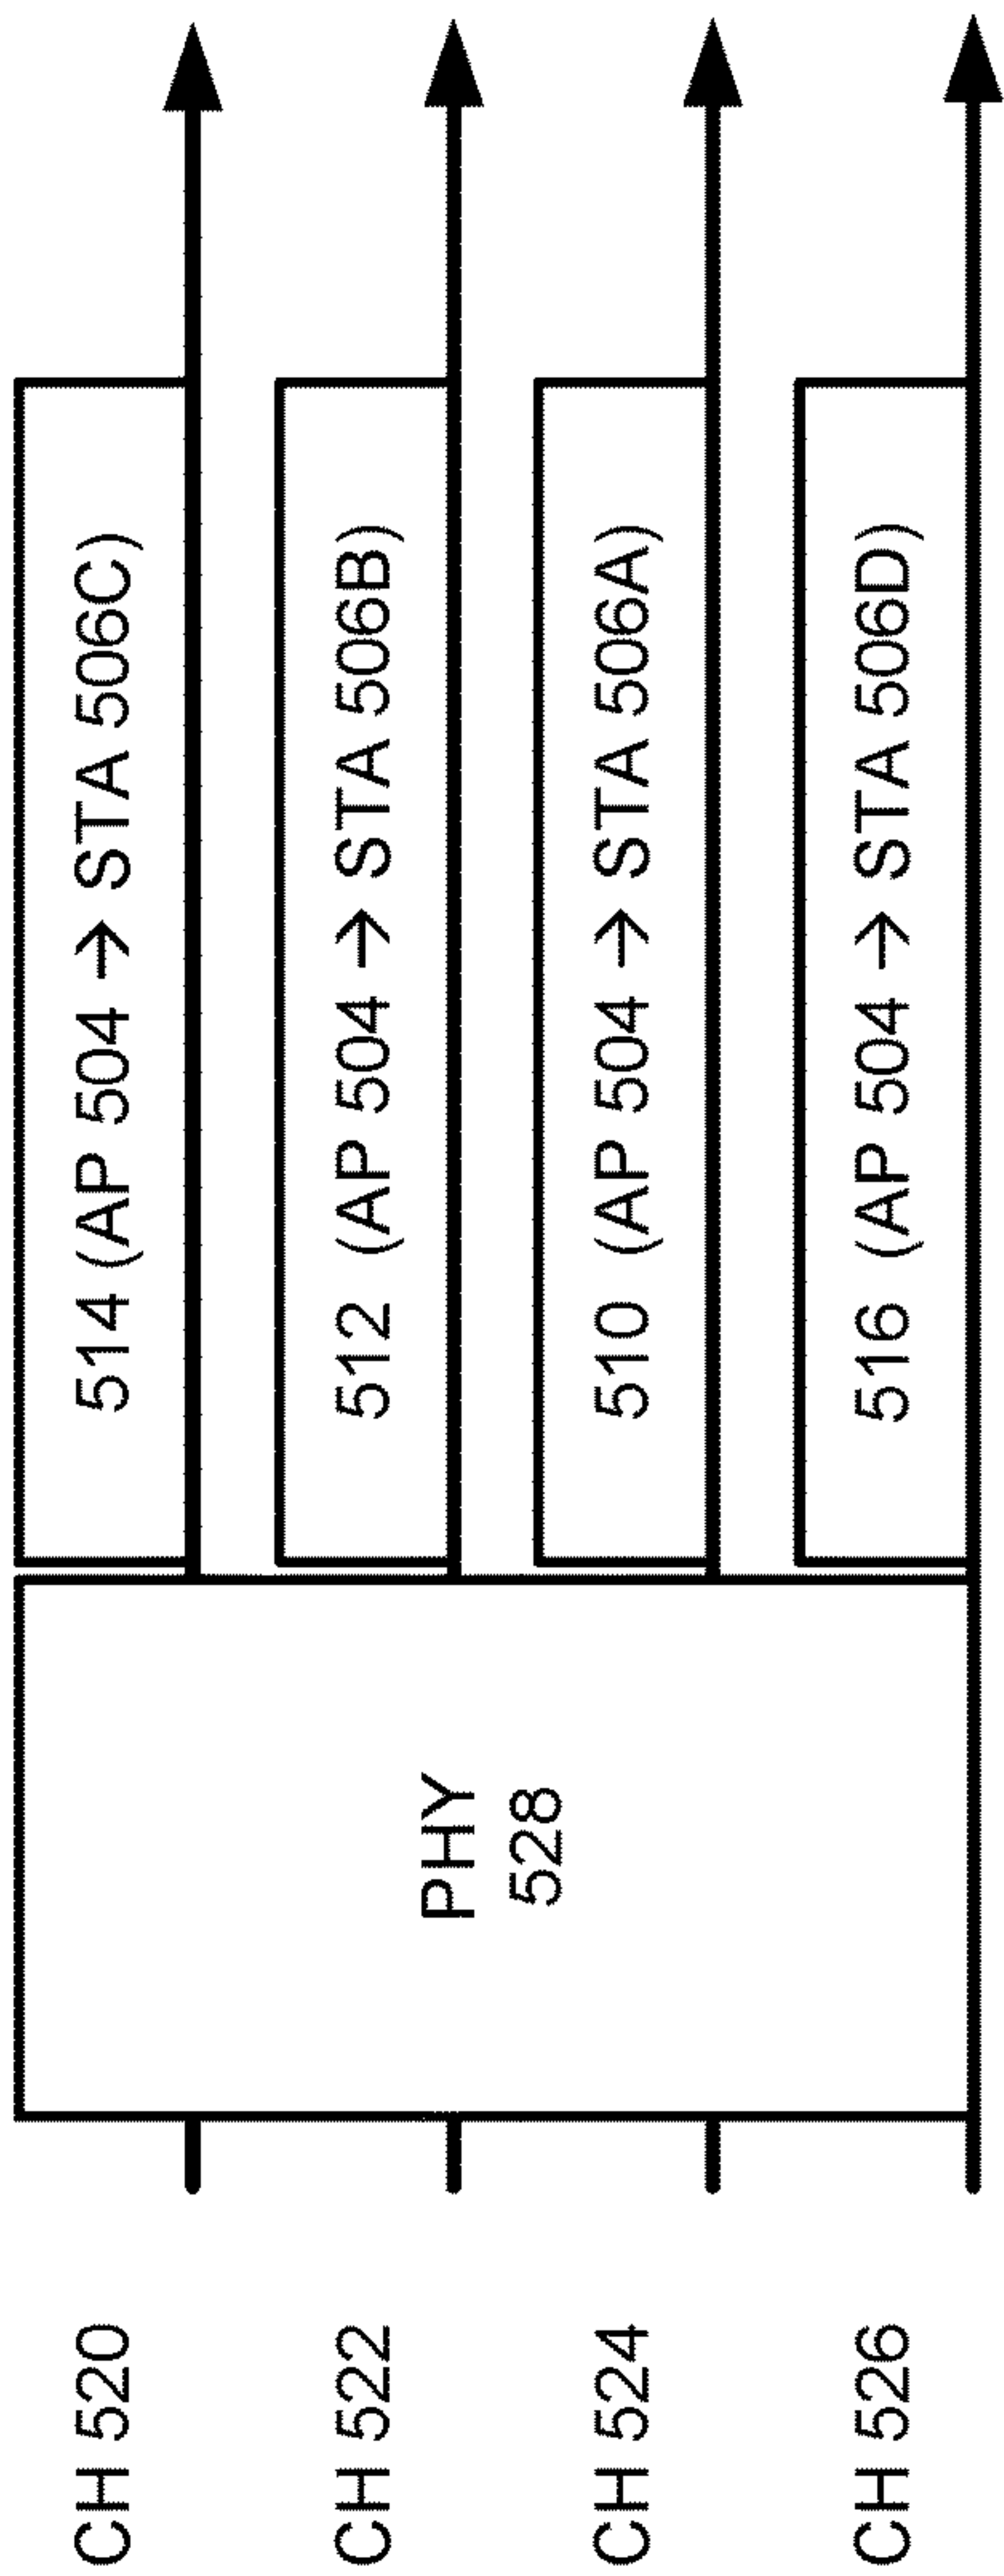 CH 520
514 (AP 504 → STA 506C)
CH 522
512 (AP 504 → STA 506B)
PHY
528
CH 524
510 (AP 504 → STA 506A)
CH 526
516 (AP 504 → STA 506D)